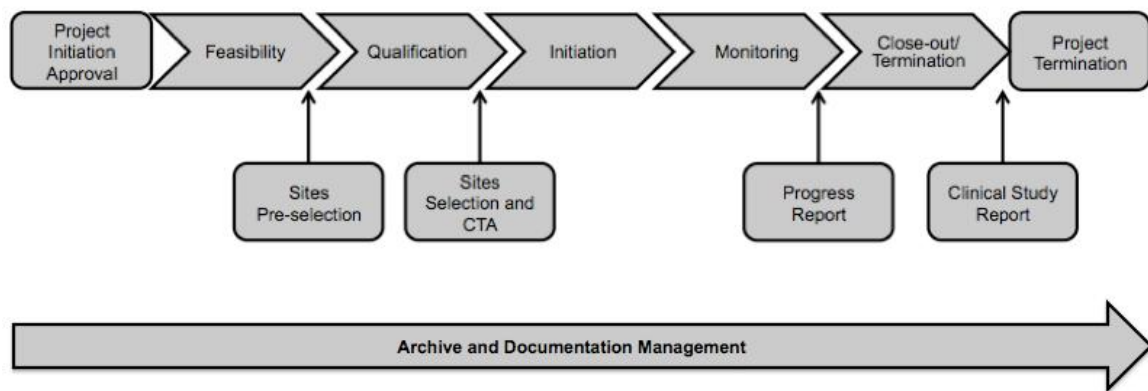 Project
Initiation
Approval
Feasibility
Qualification
Initiation
Monitoring
Close-out/
Termination
Project
Termination
Sites
Pre-selection
Sites
Selection and
CTA
Progress
Report
Clinical Study
Report
Archive and Documentation Management